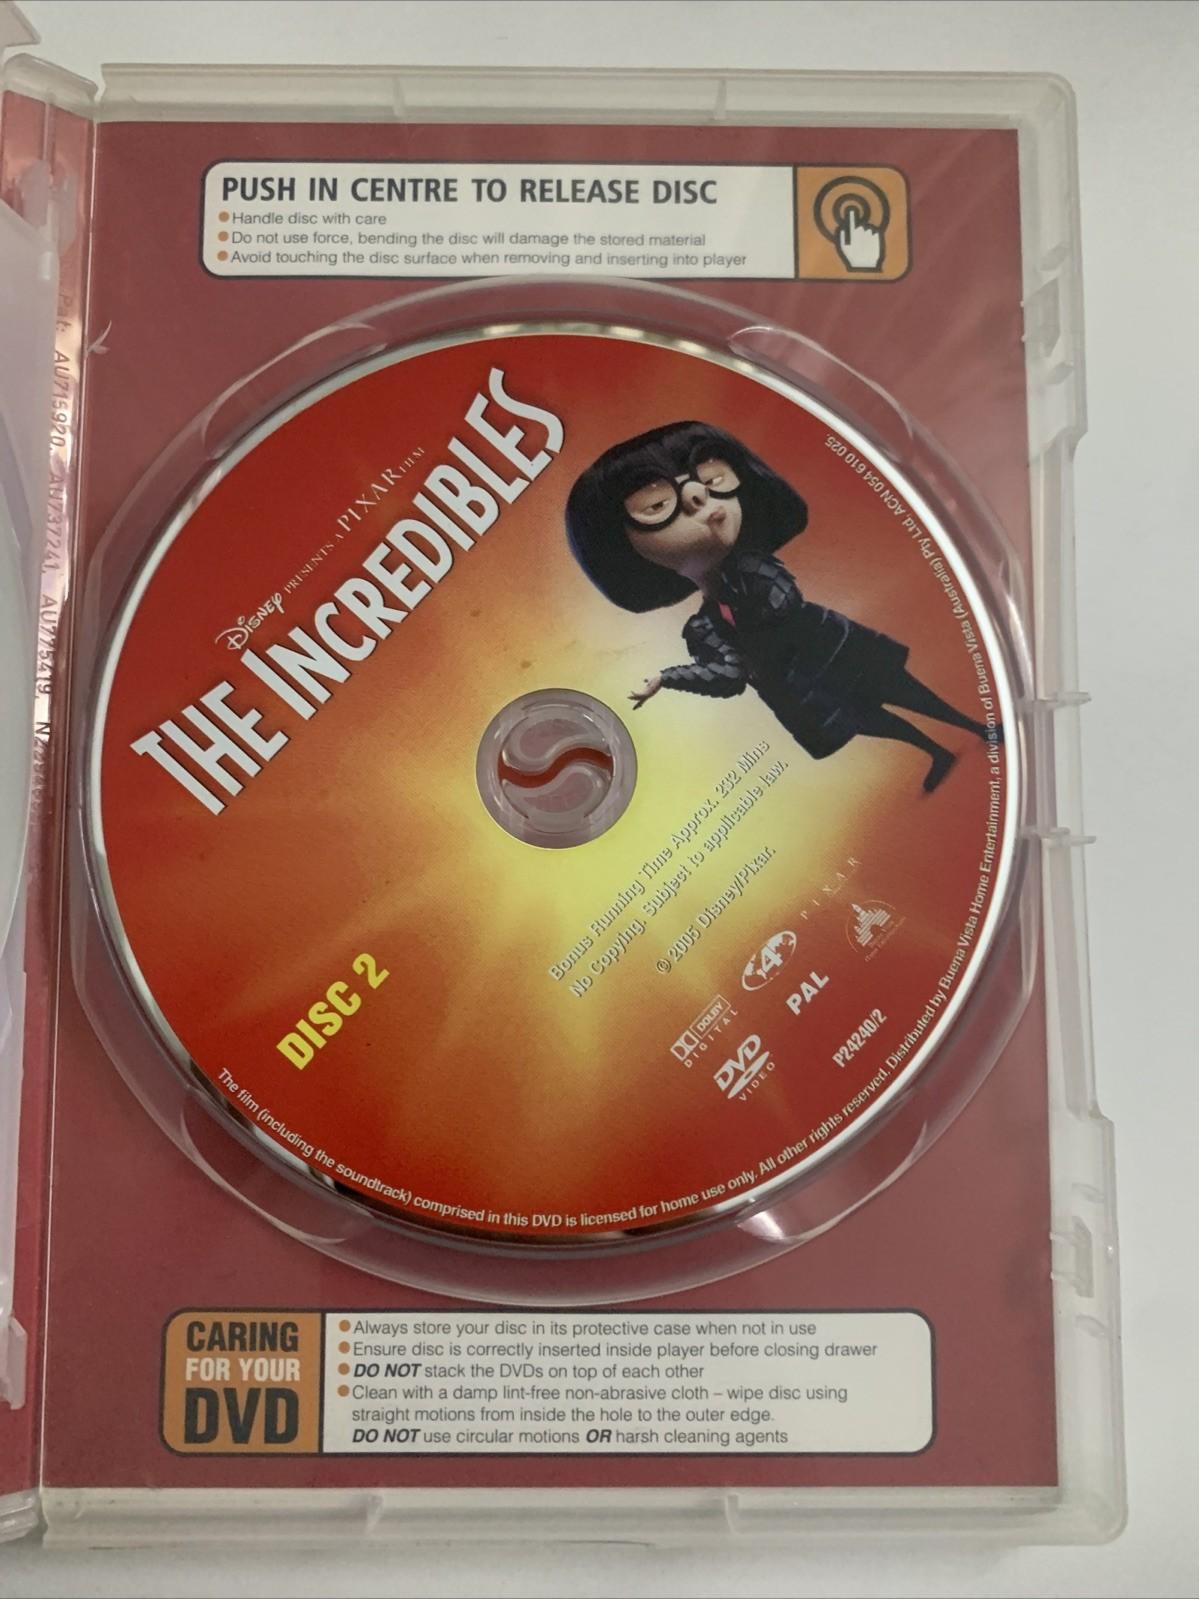 PUSH IN CENTRE TO RELEASE DISC
Handle disc with care
Do not use force, bending the disc will damage the stored material
Avoid touching the disc surface when removing and inserting into player
Pat: AU715920, AU737241, AU775419
DISNEY PRESENTS A PIXAR FILM
THE INCREDIBLES
DISC 2
Bonus Running Time Approx. 292 Mins
No Copying. Subject to applicable law.
© 2005 Disney/Pixar.
DOLBY
DIGITAL
DVD
VIDEO
4
PAL
PIXAR
P24240/2
The film (including the soundtrack) comprised in this DVD is licensed for home use only. All other rights reserved. Distributed by Buena Vista Home Entertainment, a division of Buena Vista (Australia) Pty Ltd, ACN 054 610 025.
CARING
FOR YOUR
DVD
Always store your disc in its protective case when not in use
Ensure disc is correctly inserted inside player before closing drawer
DO NOT stack the DVDs on top of each other
Clean with a damp lint-free non-abrasive cloth – wipe disc using
straight motions from inside the hole to the outer edge.
DO NOT use circular motions OR harsh cleaning agents